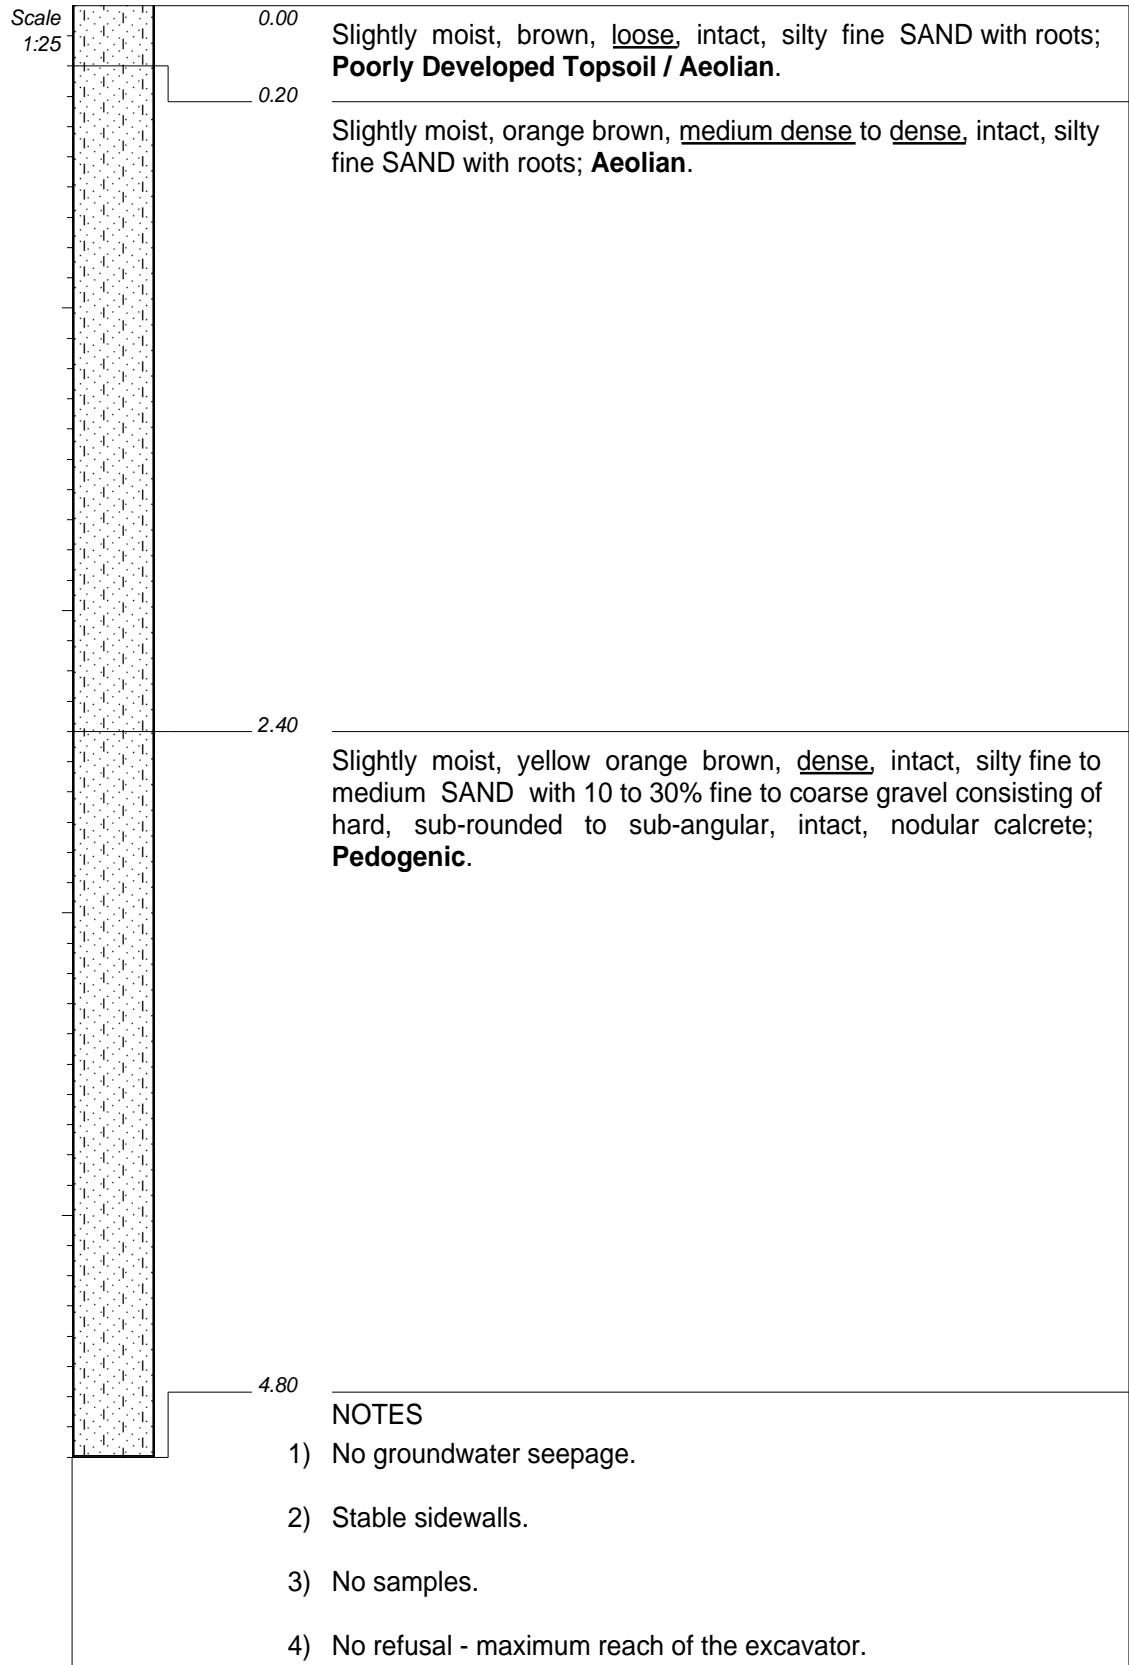 Scale
1:25
0.00
Slightly moist, brown, loose, intact, silty fine SAND with roots;
Poorly Developed Topsoil / Aeolian.
0.20
Slightly moist, orange brown, medium dense to dense, intact, silty
fine SAND with roots; Aeolian.
2.40
Slightly moist, yellow orange brown, dense, intact, silty fine to
medium SAND with 10 to 30% fine to coarse gravel consisting of
hard, sub-rounded to sub-angular, intact, nodular calcrete;
Pedogenic.
4.80
NOTES
1) No groundwater seepage.
2) Stable sidewalls.
3) No samples.
4) No refusal - maximum reach of the excavator.